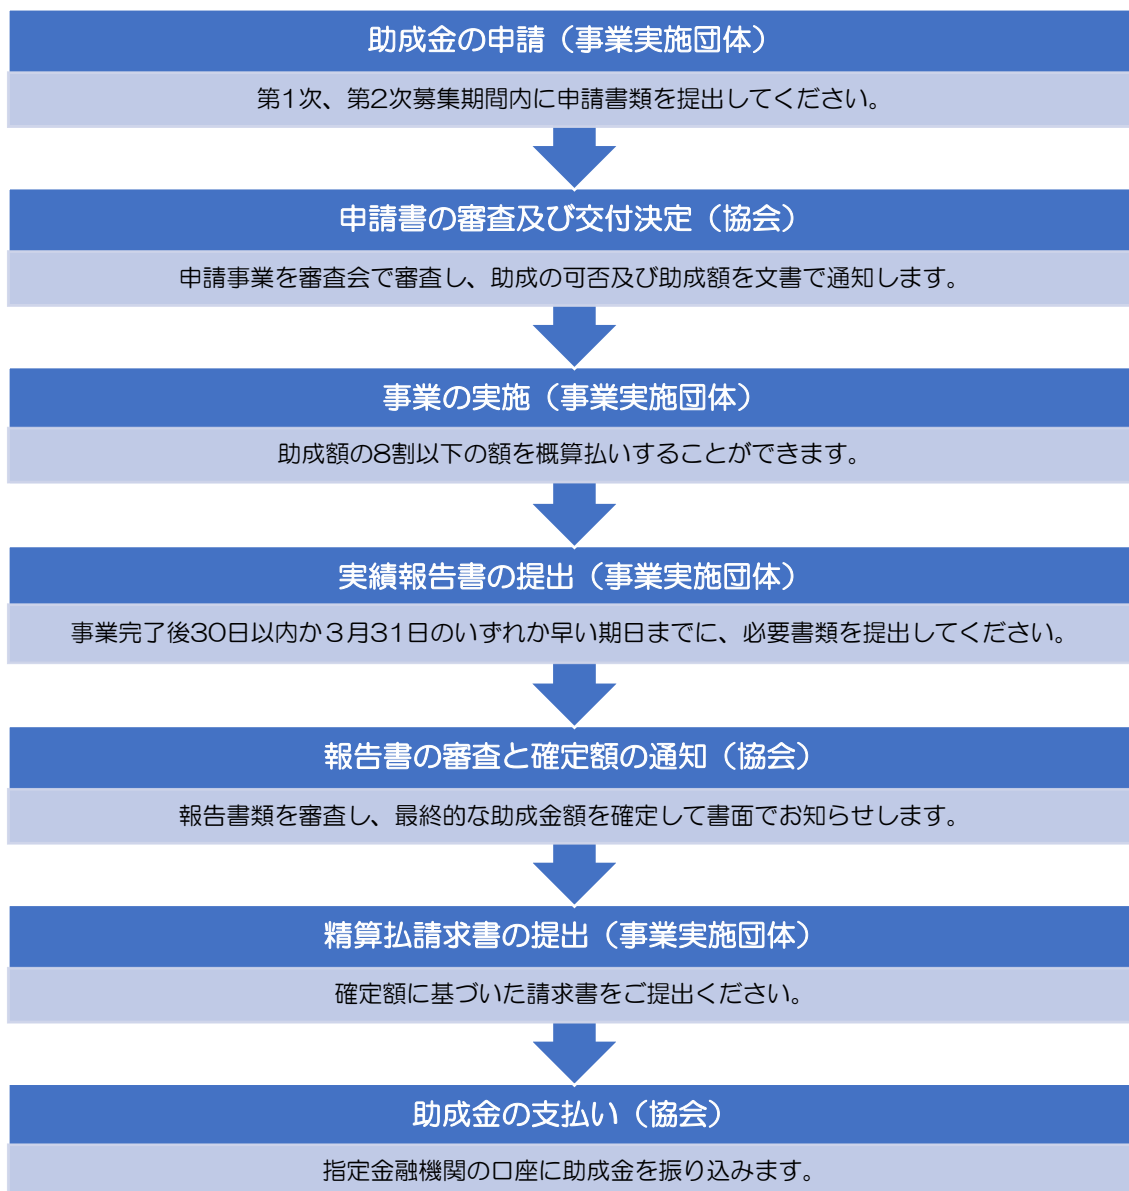 助成金の申請（事業実施団体）
第1次、第2次募集期間内に申請書類を提出してください。
申請書の審査及び交付決定（協会）
申請事業を審査会で審査し、助成の可否及び助成額を文書で通知します。
事業の実施（事業実施団体）
助成額の8割以下の額を概算払いすることができます。
実績報告書の提出（事業実施団体）
事業完了後30日以内か３月31日のいずれか早い期日までに、必要書類を提出してください。
報告書の審査と確定額の通知（協会）
報告書類を審査し、最終的な助成金額を確定して書面でお知らせします。
精算払請求書の提出（事業実施団体）
確定額に基づいた請求書をご提出ください。
助成金の支払い（協会）
指定金融機関の口座に助成金を振り込みます。